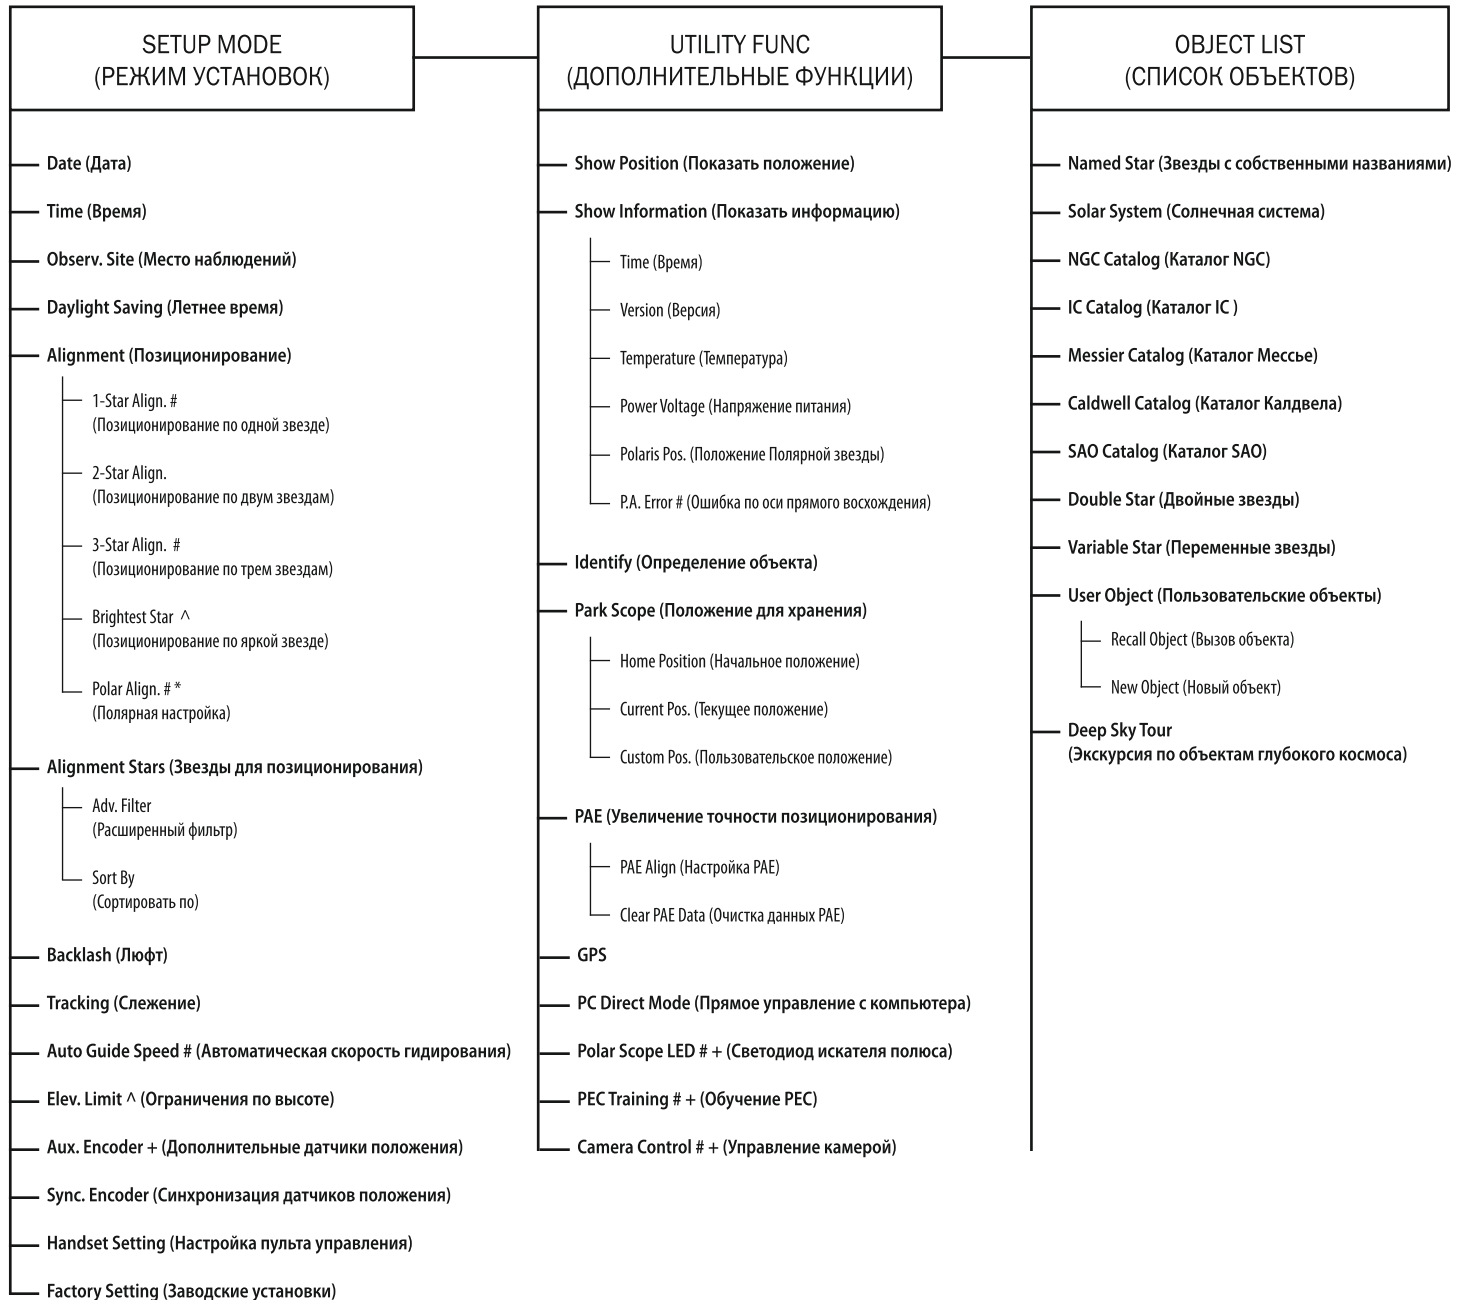 SETUP MODE
(РЕЖИМ УСТАНОВОК)
Date (Дата)
Time (Время)
Observ. Site (Место наблюдений)
Daylight Saving (Летнее время)
Alignment (Позиционирование)
1-Star Align. #
(Позиционирование по одной звезде)
2-Star Align.
(Позиционирование по двум звездам)
3-Star Align. #
(Позиционирование по трем звездам)
Brightest Star ^
(Позиционирование по яркой звезде)
Polar Align. # *
(Полярная настройка)
Alignment Stars (Звезды для позиционирования)
Adv. Filter
(Расширенный фильтр)
Sort By
(Сортировать по)
Backlash (Люфт)
Tracking (Слежение)
Auto Guide Speed # (Автоматическая скорость гидирования)
Elev. Limit ^ (Ограничения по высоте)
Aux. Encoder + (Дополнительные датчики положения)
Sync. Encoder (Синхронизация датчиков положения)
Handset Setting (Настройка пульта управления)
Factory Setting (Заводские установки)
UTILITY FUNC
(ДОПОЛНИТЕЛЬНЫЕ ФУНКЦИИ)
Show Position (Показать положение)
Show Information (Показать информацию)
Time (Время)
Version (Версия)
Temperature (Температура)
Power Voltage (Напряжение питания)
Polaris Pos. (Положение Полярной звезды)
P.A. Error # (Ошибка по оси прямого восхождения)
Identify (Определение объекта)
Park Scope (Положение для хранения)
Home Position (Начальное положение)
Current Pos. (Текущее положение)
Custom Pos. (Пользовательское положение)
PAE (Увеличение точности позиционирования)
PAE Align (Настройка PAE)
Clear PAE Data (Очистка данных PAE)
GPS
PC Direct Mode (Прямое управление с компьютера)
Polar Scope LED # + (Светодиод искателя полюса)
PEC Training # + (Обучение PEC)
Camera Control # + (Управление камерой)
OBJECT LIST
(СПИСОК ОБЪЕКТОВ)
Named Star (Звезды с собственными названиями)
Solar System (Солнечная система)
NGC Catalog (Каталог NGC)
IC Catalog (Каталог IC )
Messier Catalog (Каталог Мессье)
Caldwell Catalog (Каталог Калдвела)
SAO Catalog (Каталог SAO)
Double Star (Двойные звезды)
Variable Star (Переменные звезды)
User Object (Пользовательские объекты)
Recall Object (Вызов объекта)
New Object (Новый объект)
Deep Sky Tour
(Экскурсия по объектам глубокого космоса)